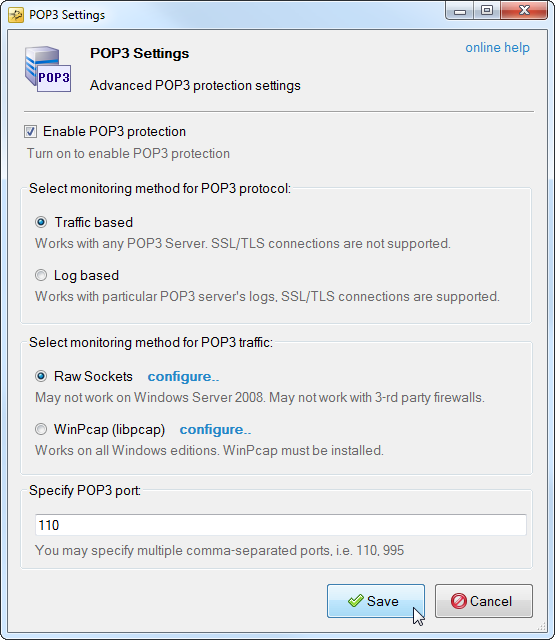 POP3 Settings
POP3 Settings
online help
POP3
Advanced POP3 protection settings
Enable POP3 protection
Turn on to enable POP3 protection
Select monitoring method for POP3 protocol:
Traffic based
Works with any POP3 Server. SSL/TLS connections are not supported.
Log based
Works with particular POP3 server's logs, SSL/TLS connections are supported.
Select monitoring method for POP3 traffic:
Raw Sockets configure..
May not work on Windows Server 2008. May not work with 3-rd party firewalls.
WinPcap (libpcap) configure..
Works on all Windows editions. WinPcap must be installed.
Specify POP3 port:
110
You may specify multiple comma-separated ports, i.e. 110, 995
Save Cancel